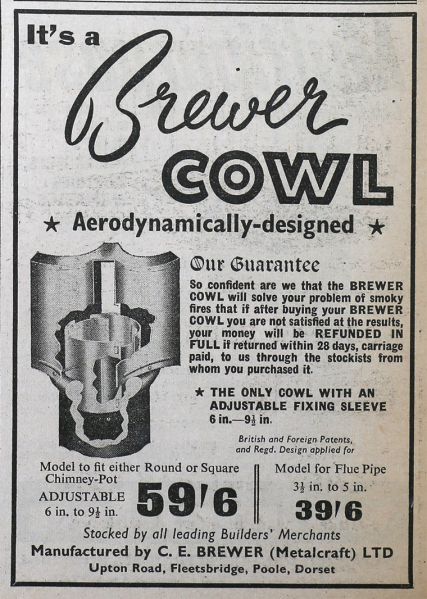 It's a
Brewer
COWL
★ Aerodynamically-designed ★
Our Guarantee
So confident are we that the BREWER
COWL will solve your problem of smoky
fires that if after buying your BREWER
COWL you are not satisfied at the results,
your money will be REFUNDED IN
FULL if returned within 28 days, carriage
paid, to us through the stockists from
whom you purchased it.
★ THE ONLY COWL WITH AN
ADJUSTABLE FIXING SLEEVE
6 in.—9½ in.
British and Foreign Patents,
and Regd. Design applied for
Model to fit either Round or Square
Chimney-Pot
ADJUSTABLE
6 in. to 9½ in.
59'6
Model for Flue Pipe
3½ in. to 5 in.
39'6
Stocked by all leading Builders' Merchants
Manufactured by C. E. BREWER (Metalcraft) LTD
Upton Road, Fleetsbridge, Poole, Dorset